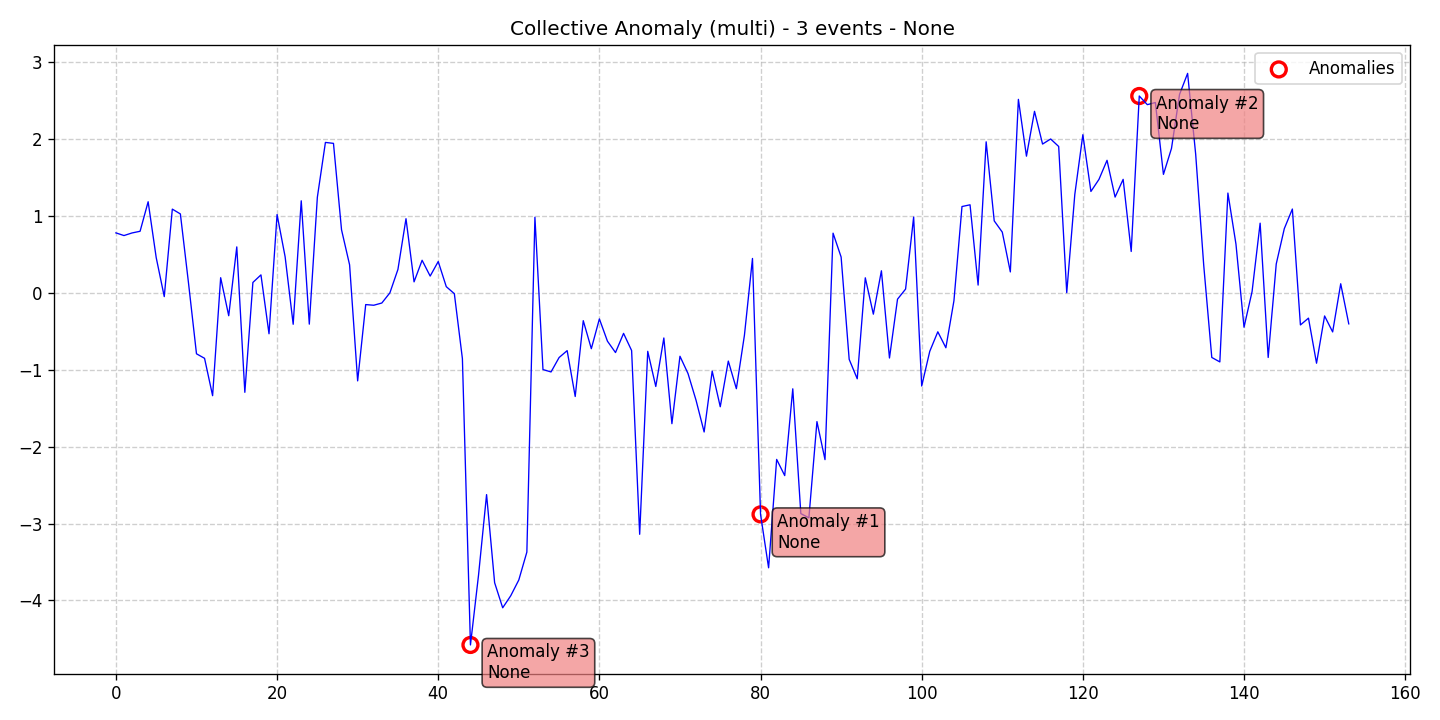 Collective Anomaly (multi) - 3 events - None
Anomalies
Anomaly #2
None
Anomaly #1
None
Anomaly #3
None
3
2
1
0
−1
−2
−3
−4
0
20
40
60
80
100
120
140
160